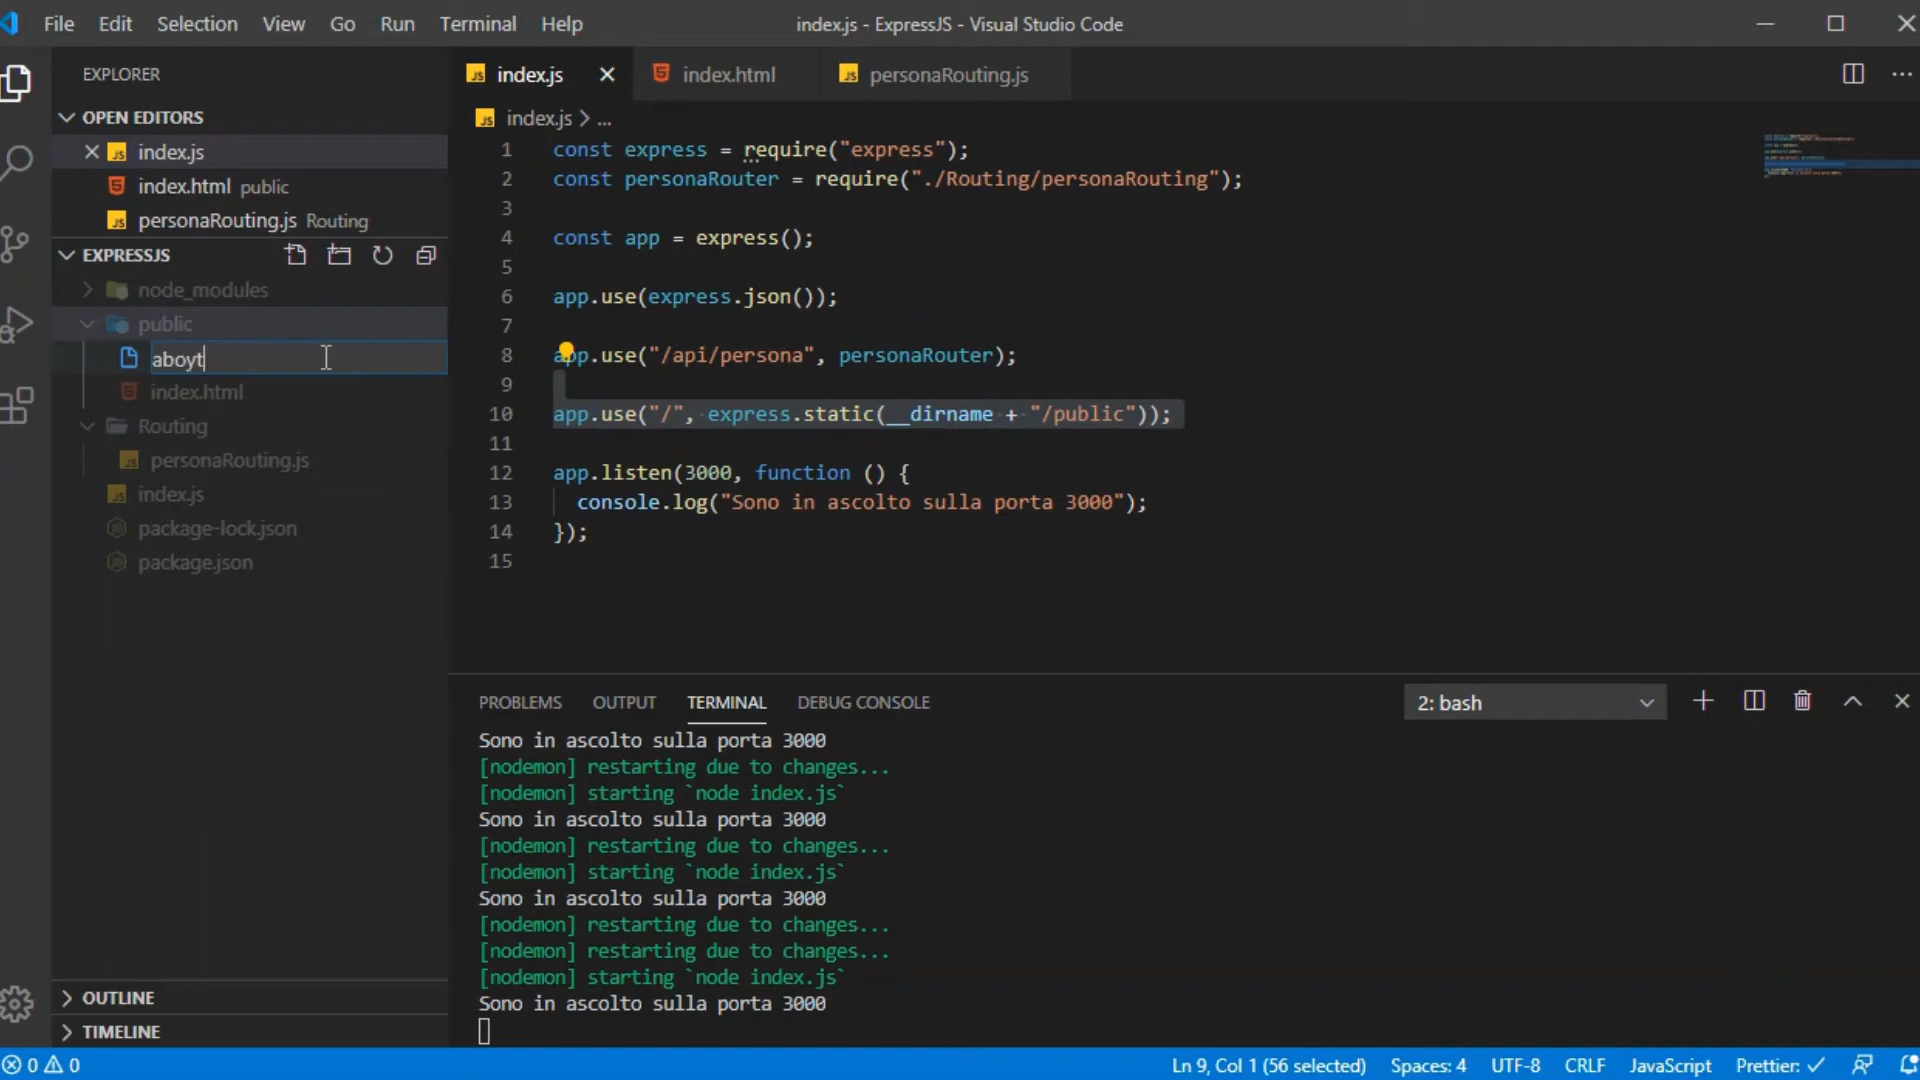 File Edit Selection View Go Run Terminal Help index.js - ExpressJS - Visual Studio Code
EXPLORER
OPEN EDITORS
index.js
index.html public
personaRouting.js Routing
EXPRESSJS
node_modules
public
aboyt
index.html
Routing
personaRouting.js
index.js
package-lock.json
package.json
OUTLINE
TIMELINE
index.js index.html personaRouting.js
index.js > ...
1 const express = require("express");
2 const personaRouter = require("./Routing/personaRouting");
3
4 const app = express();
5
6 app.use(express.json());
7
8 app.use("/api/persona", personaRouter);
9
10 app.use("/", express.static(__dirname + "/public"));
11
12 app.listen(3000, function () {
13 console.log("Sono in ascolto sulla porta 3000");
14 });
15
PROBLEMS OUTPUT TERMINAL DEBUG CONSOLE 2: bash
Sono in ascolto sulla porta 3000
[nodemon] restarting due to changes...
[nodemon] starting `node index.js`
Sono in ascolto sulla porta 3000
[nodemon] restarting due to changes...
[nodemon] starting `node index.js`
Sono in ascolto sulla porta 3000
[nodemon] restarting due to changes...
[nodemon] restarting due to changes...
[nodemon] starting `node index.js`
Sono in ascolto sulla porta 3000
0 0 Ln 9, Col 1 (56 selected) Spaces: 4 UTF-8 CRLF JavaScript Prettier: ✓